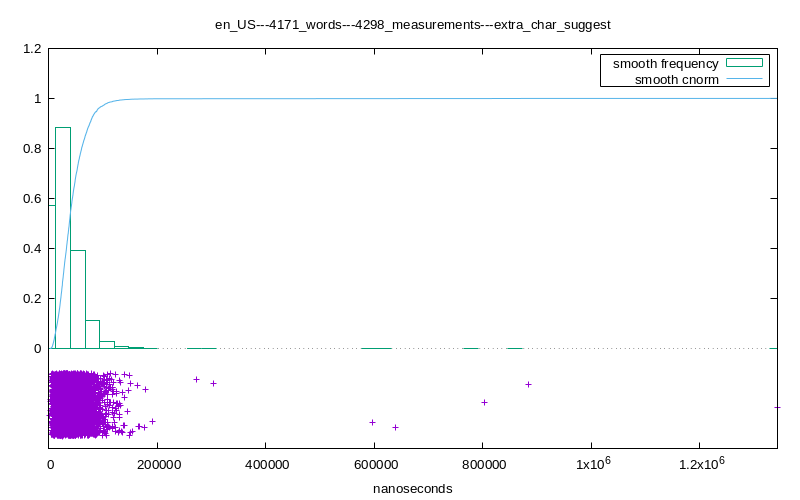 en_US---4171_words---4298_measurements---extra_char_suggest
smooth frequency
smooth cnorm
1.2
1
0.8
0.6
0.4
0.2
0
0 200000 400000 600000 800000 1x10^6 1.2x10^6
nanoseconds